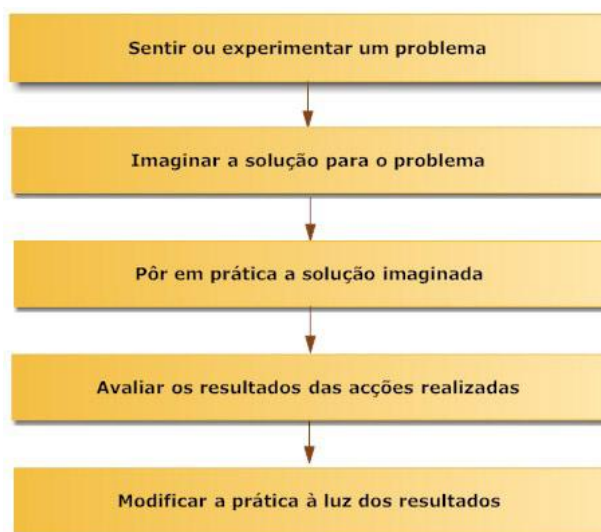 Sentir ou experimentar um problema
Imaginar a solução para o problema
Pôr em prática a solução imaginada
Avaliar os resultados das acções realizadas
Modificar a prática à luz dos resultados